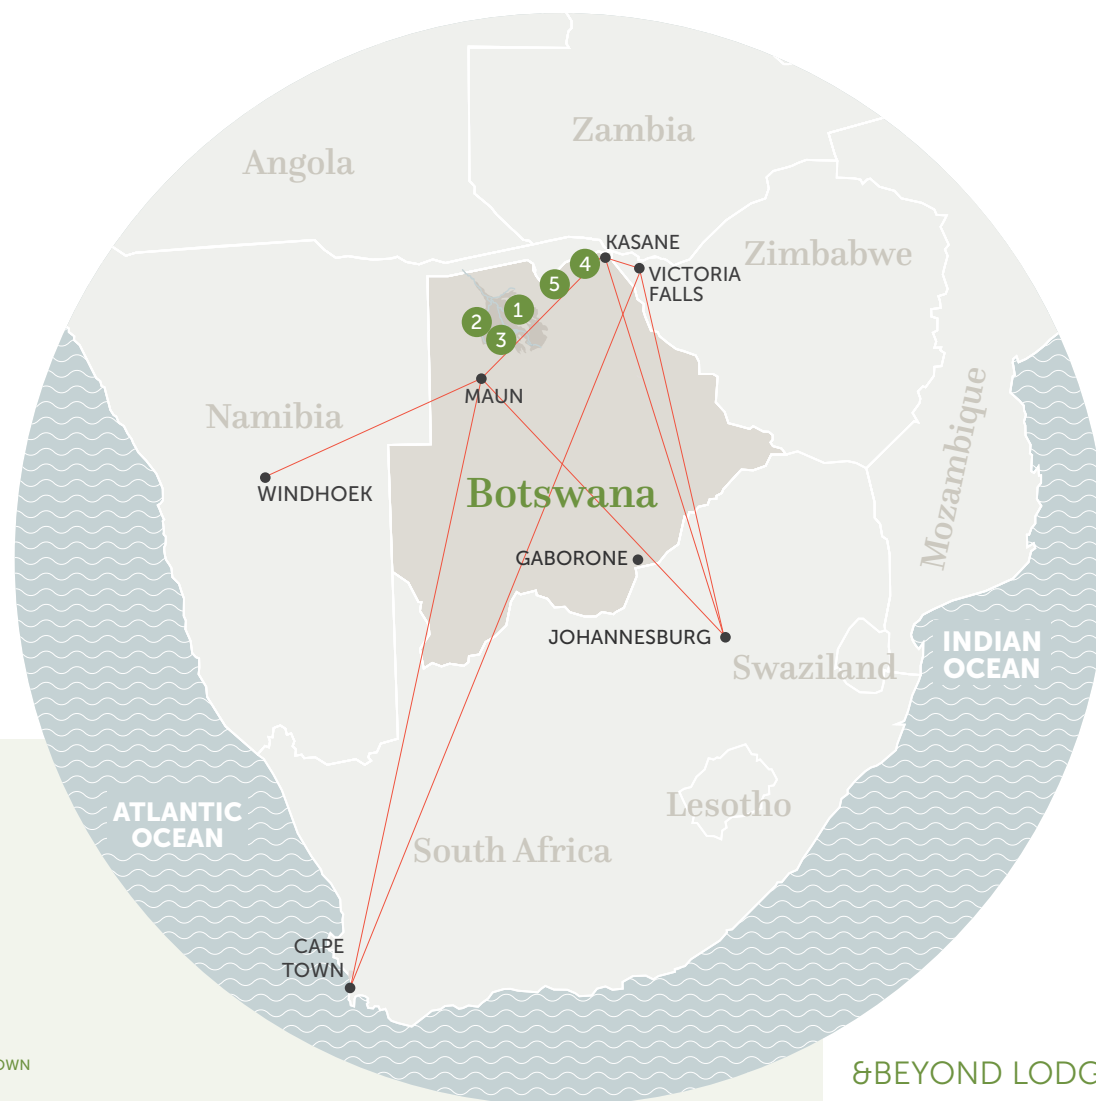 Zambia
Angola
KASANE
Zimbabwe
4
VICTORIA
FALLS
5
1
2
3
MAUN
Namibia
Mozambique
WINDHOEK
Botswana
GABORONE
JOHANNESBURG
INDIAN
OCEAN
Swaziland
ATLANTIC
OCEAN
Lesotho
South Africa
CAPE
TOWN
&BEYOND